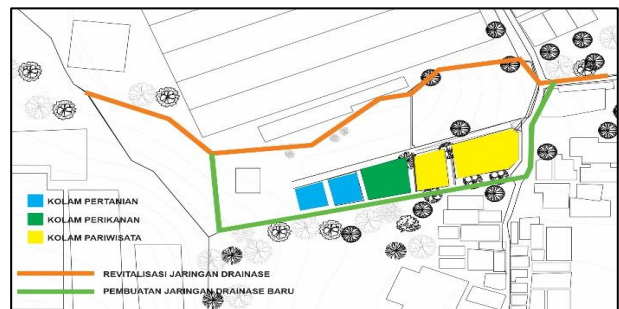 KOLAM PERTANIAN
KOLAM PERIKANAN
KOLAM PARIWISATA
REVITALISASI JARINGAN DRAINASE
PEMBUATAN JARINGAN DRAINASE BARU